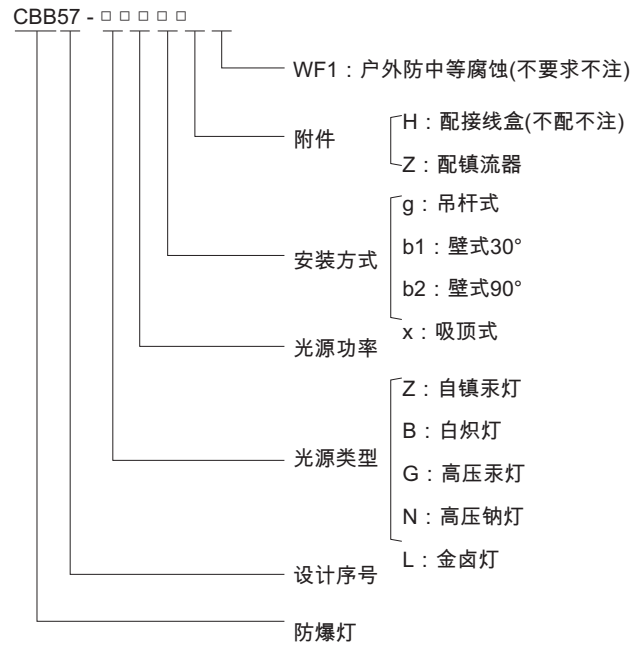 CBB57 - □ □ □ □ □
WF1：户外防中等腐蚀(不要求不注)
附件
H：配接线盒(不配不注)
Z：配镇流器
安装方式
g：吊杆式
b1：壁式30°
b2：壁式90°
x：吸顶式
光源功率
光源类型
Z：自镇汞灯
B：白炽灯
G：高压汞灯
N：高压钠灯
L：金卤灯
设计序号
防爆灯